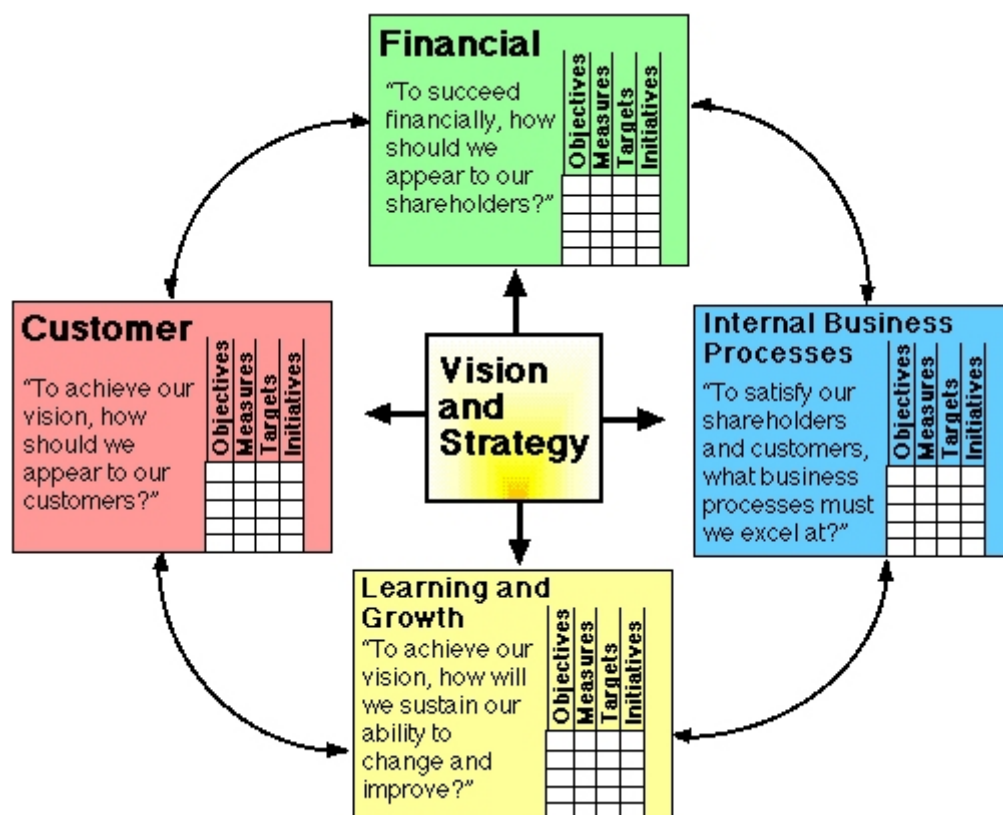 Financial
“To succeed
financially, how
should we
appear to our
shareholders?”
Objectives
Measures
Targets
Initiatives
Customer
“To achieve our
vision, how
should we
appear to our
customers?”
Objectives
Measures
Targets
Initiatives
Vision
and
Strategy
Internal Business
Processes
“To satisfy our
shareholders
and customers,
what business
processes must
we excel at?”
Objectives
Measures
Targets
Initiatives
Learning and
Growth
“To achieve our
vision, how will
we sustain our
ability to
change and
improve?”
Objectives
Measures
Targets
Initiatives